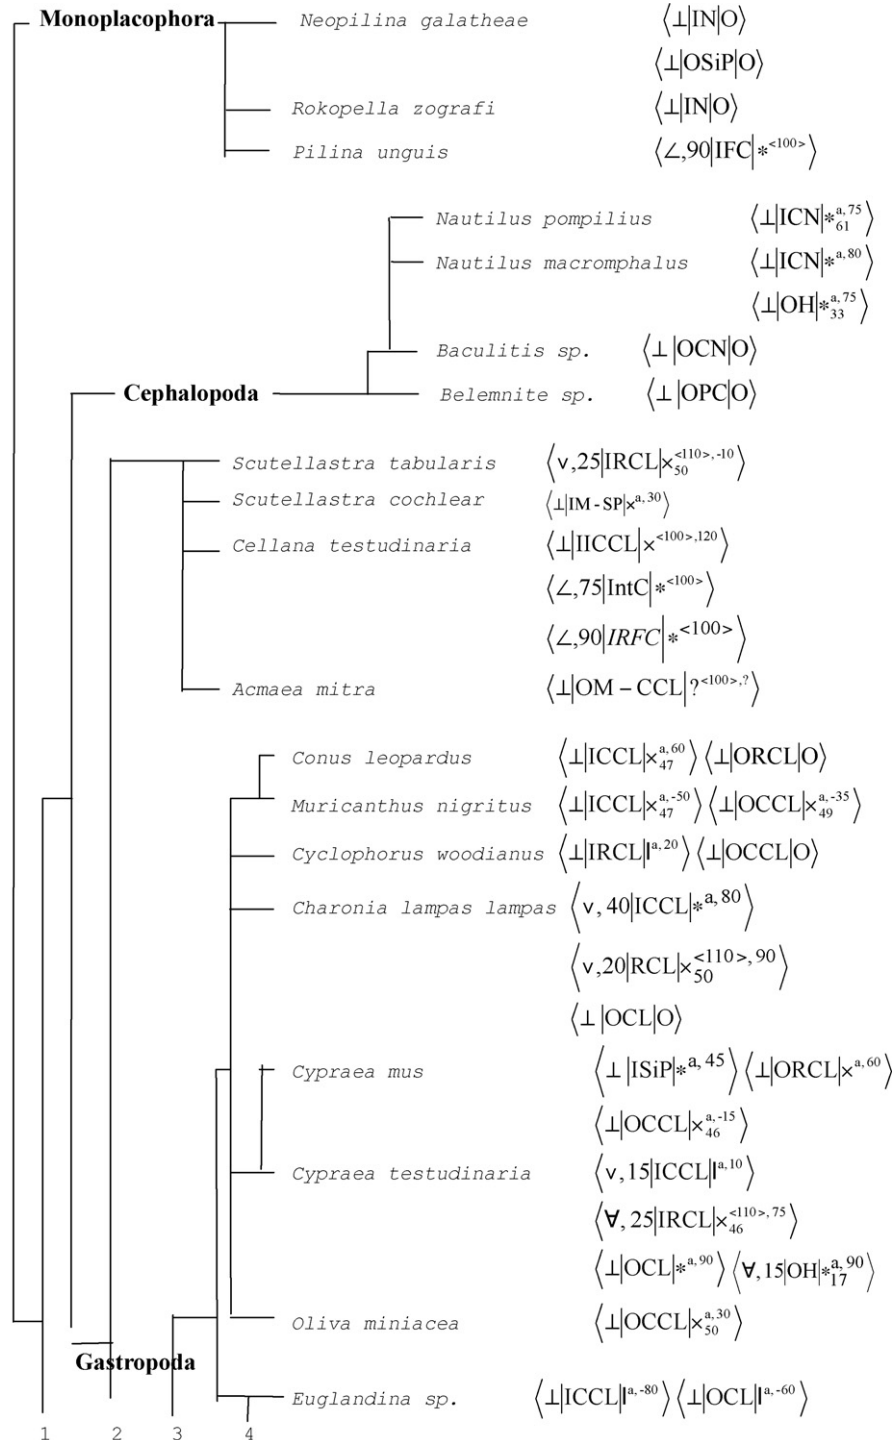 Monoplacophora Neopilina galatheae ⟨⊥|IN|O⟩
⟨⊥|OSiP|O⟩
Rokopella zografi ⟨⊥|IN|O⟩
Pilina unguis ⟨∠,90|IFC|*<100>⟩
Nautilus pompilius ⟨⊥|ICN|*a,75 61⟩
Nautilus macromphalus ⟨⊥|ICN|*a,80⟩
⟨⊥|OH|*a,75 33⟩
Baculitis sp. ⟨⊥|OCN|O⟩
Cephalopoda Belemnite sp. ⟨⊥|OPC|O⟩
Scutellastra tabularis ⟨∨,25|IRCL|×<110>,-10 50⟩
Scutellastra cochlear ⟨⊥|IM-SP|×a,30⟩
Cellana testudinaria ⟨⊥|IICCL|×<100>,120⟩
⟨∠,75|IntC|*<100>⟩
⟨∠,90|IRFC|*<100>⟩
Acmaea mitra ⟨⊥|OM – CCL|?<100>,?⟩
Conus leopardus ⟨⊥|ICCL|×a,60 47⟩⟨⊥|ORCL|O⟩
Muricanthus nigritus ⟨⊥|ICCL|×a,-50 47⟩⟨⊥|OCCL|×a,-35 49⟩
Cyclophorus woodianus ⟨⊥|IRCL|ǀa,20⟩⟨⊥|OCCL|O⟩
Charonia lampas lampas ⟨∨, 40|ICCL|*a,80⟩
⟨∨,20|RCL|×<110>,90 50⟩
⟨⊥|OCL|O⟩
Cypraea mus ⟨⊥|ISiP|*a,45⟩⟨⊥|ORCL|×a,60⟩
⟨⊥|OCCL|×a,-15 46⟩
Cypraea testudinaria ⟨∨,15|ICCL|ǀa,10⟩
⟨∀, 25|IRCL|×<110>,75 46⟩
⟨⊥|OCL|*a,90⟩⟨∀,15|OH|*a,90 17⟩
Oliva miniacea ⟨⊥|OCCL|×a,30 50⟩
Gastropoda
Euglandina sp. ⟨⊥|ICCL|ǀa,-80⟩⟨⊥|OCL|ǀa,-60⟩
1 2 3 4